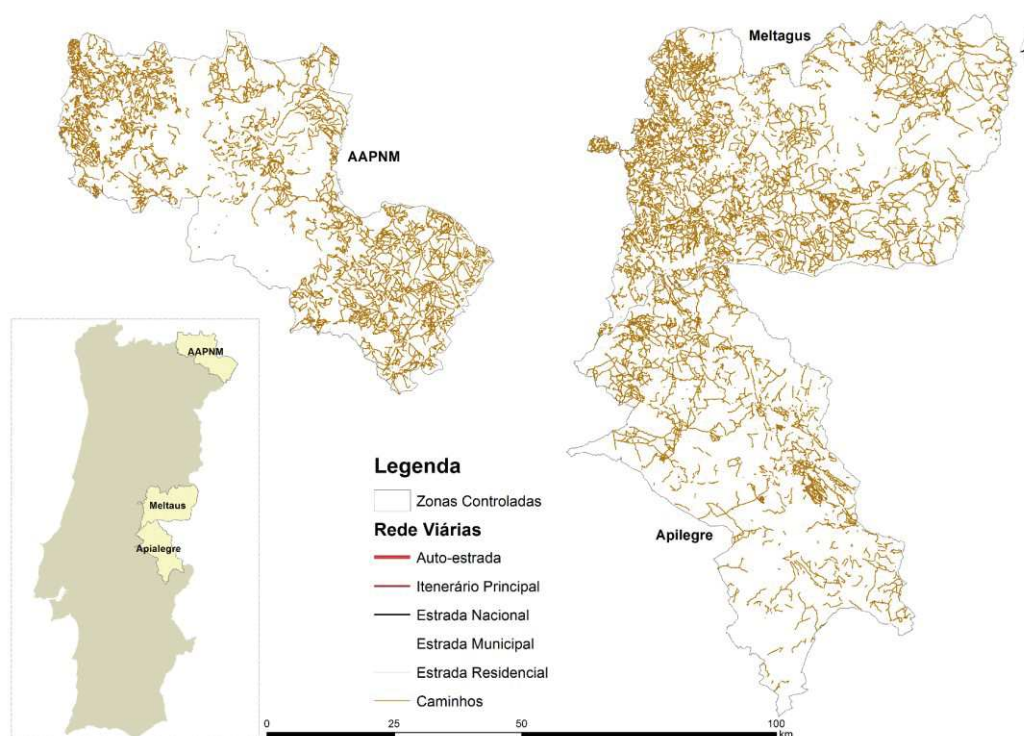 Meltagus
AAPNM
AAPNM
Meltaus
Apialegre
Apilegre
Legenda
Zonas Controladas
Rede Viárias
Auto-estrada
Itenerário Principal
Estrada Nacional
Estrada Municipal
Estrada Residencial
Caminhos
0 25 50 100
km